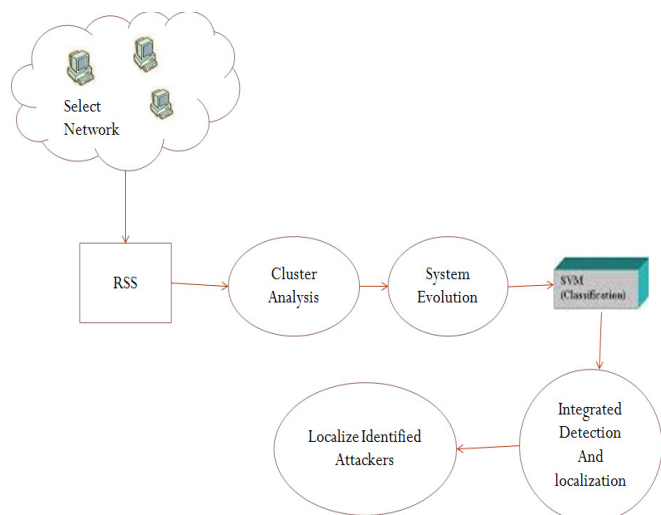 Select
Network
RSS
Cluster
Analysis
System
Evolution
SVM
(Classification)
Integrated
Detection
And
localization
Localize Identified
Attackers